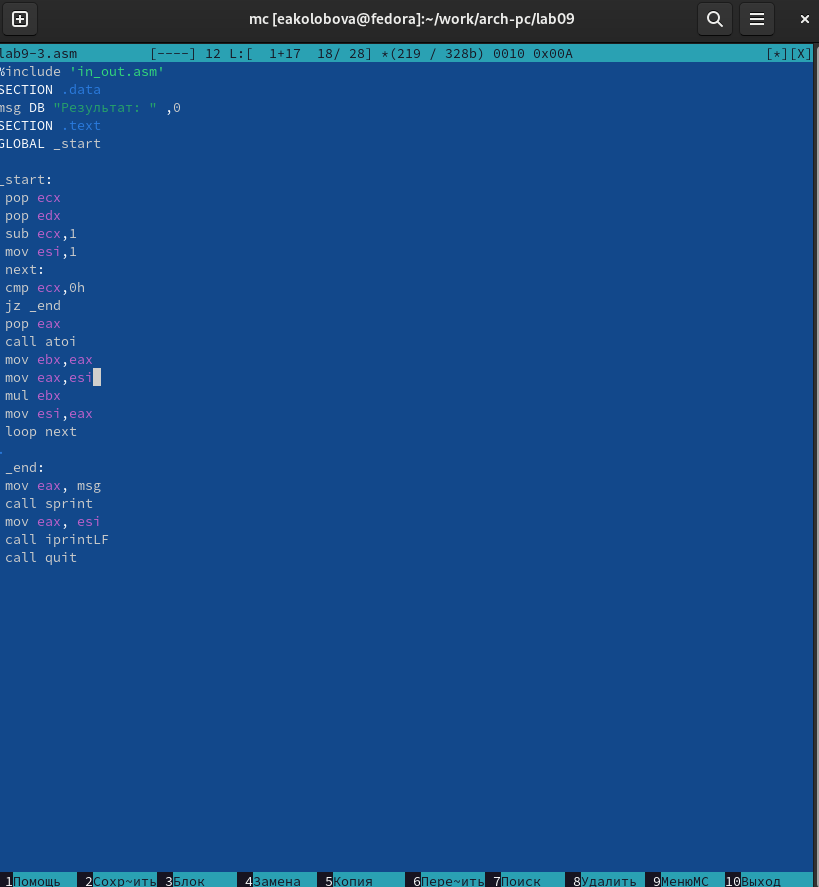 mc [eakolobova@fedora]:~/work/arch-pc/lab09
lab9-3.asm [----] 12 L:[ 1+17 18/ 28] *(219 / 328b) 0010 0x00A [*][X]
%include 'in_out.asm'
SECTION .data
msg DB "Результат: " ,0
SECTION .text
GLOBAL _start
_start:
pop ecx
pop edx
sub ecx,1
mov esi,1
next:
cmp ecx,0h
jz _end
pop eax
call atoi
mov ebx,eax
mov eax,esi
mul ebx
mov esi,eax
loop next
_end:
mov eax, msg
call sprint
mov eax, esi
call iprintLF
call quit
1Помощь 2Сохр~ить 3Блок 4Замена 5Копия 6Пере~ить 7Поиск 8Удалить 9МенюMC 10Выход